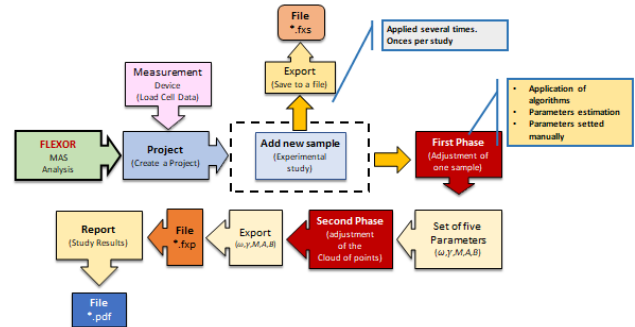 File
*.fxs
Applied several times.
Onces per study
Measurement
Device
(Load Cell Data)
Export
(Save to a file)
• Application of
algorithms
• Parameters estimation
• Parameters setted
manually
FLEXOR
MAS
Analysis
Project
(Create a Project)
Add new sample
(Experimental
study)
First Phase
(Adjustment of
one sample)
Report
(Study Results)
File
*.fxp
Export
(ω,γ,M,A,B)
Second Phase
(adjustment
of the
Cloud of points)
Set of five
Parameters
(ω,γ,M,A,B)
File
*.pdf